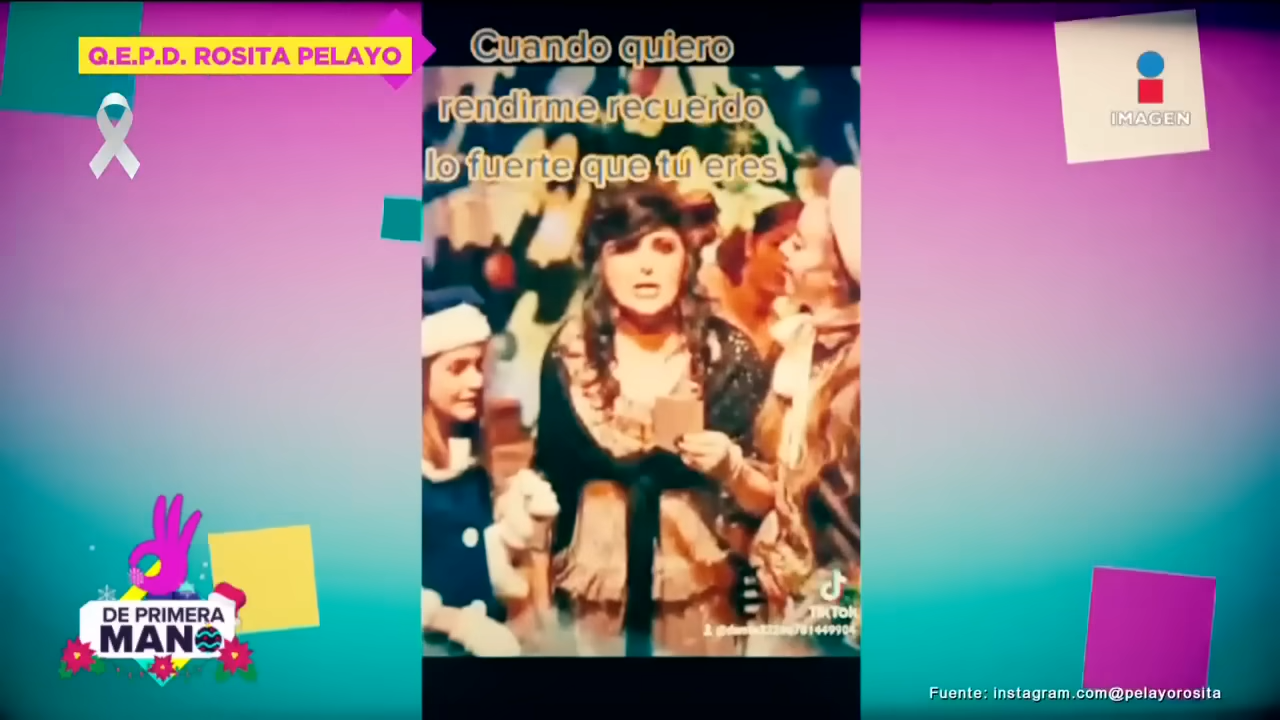 Q.E.P.D. ROSITA PELAYO
Cuando quiero
rendirme recuerdo
lo fuerte que tú eres
IMAGEN
DE PRIMERA
MANO
TikTok
Fuente: instagram.com@pelayorosita